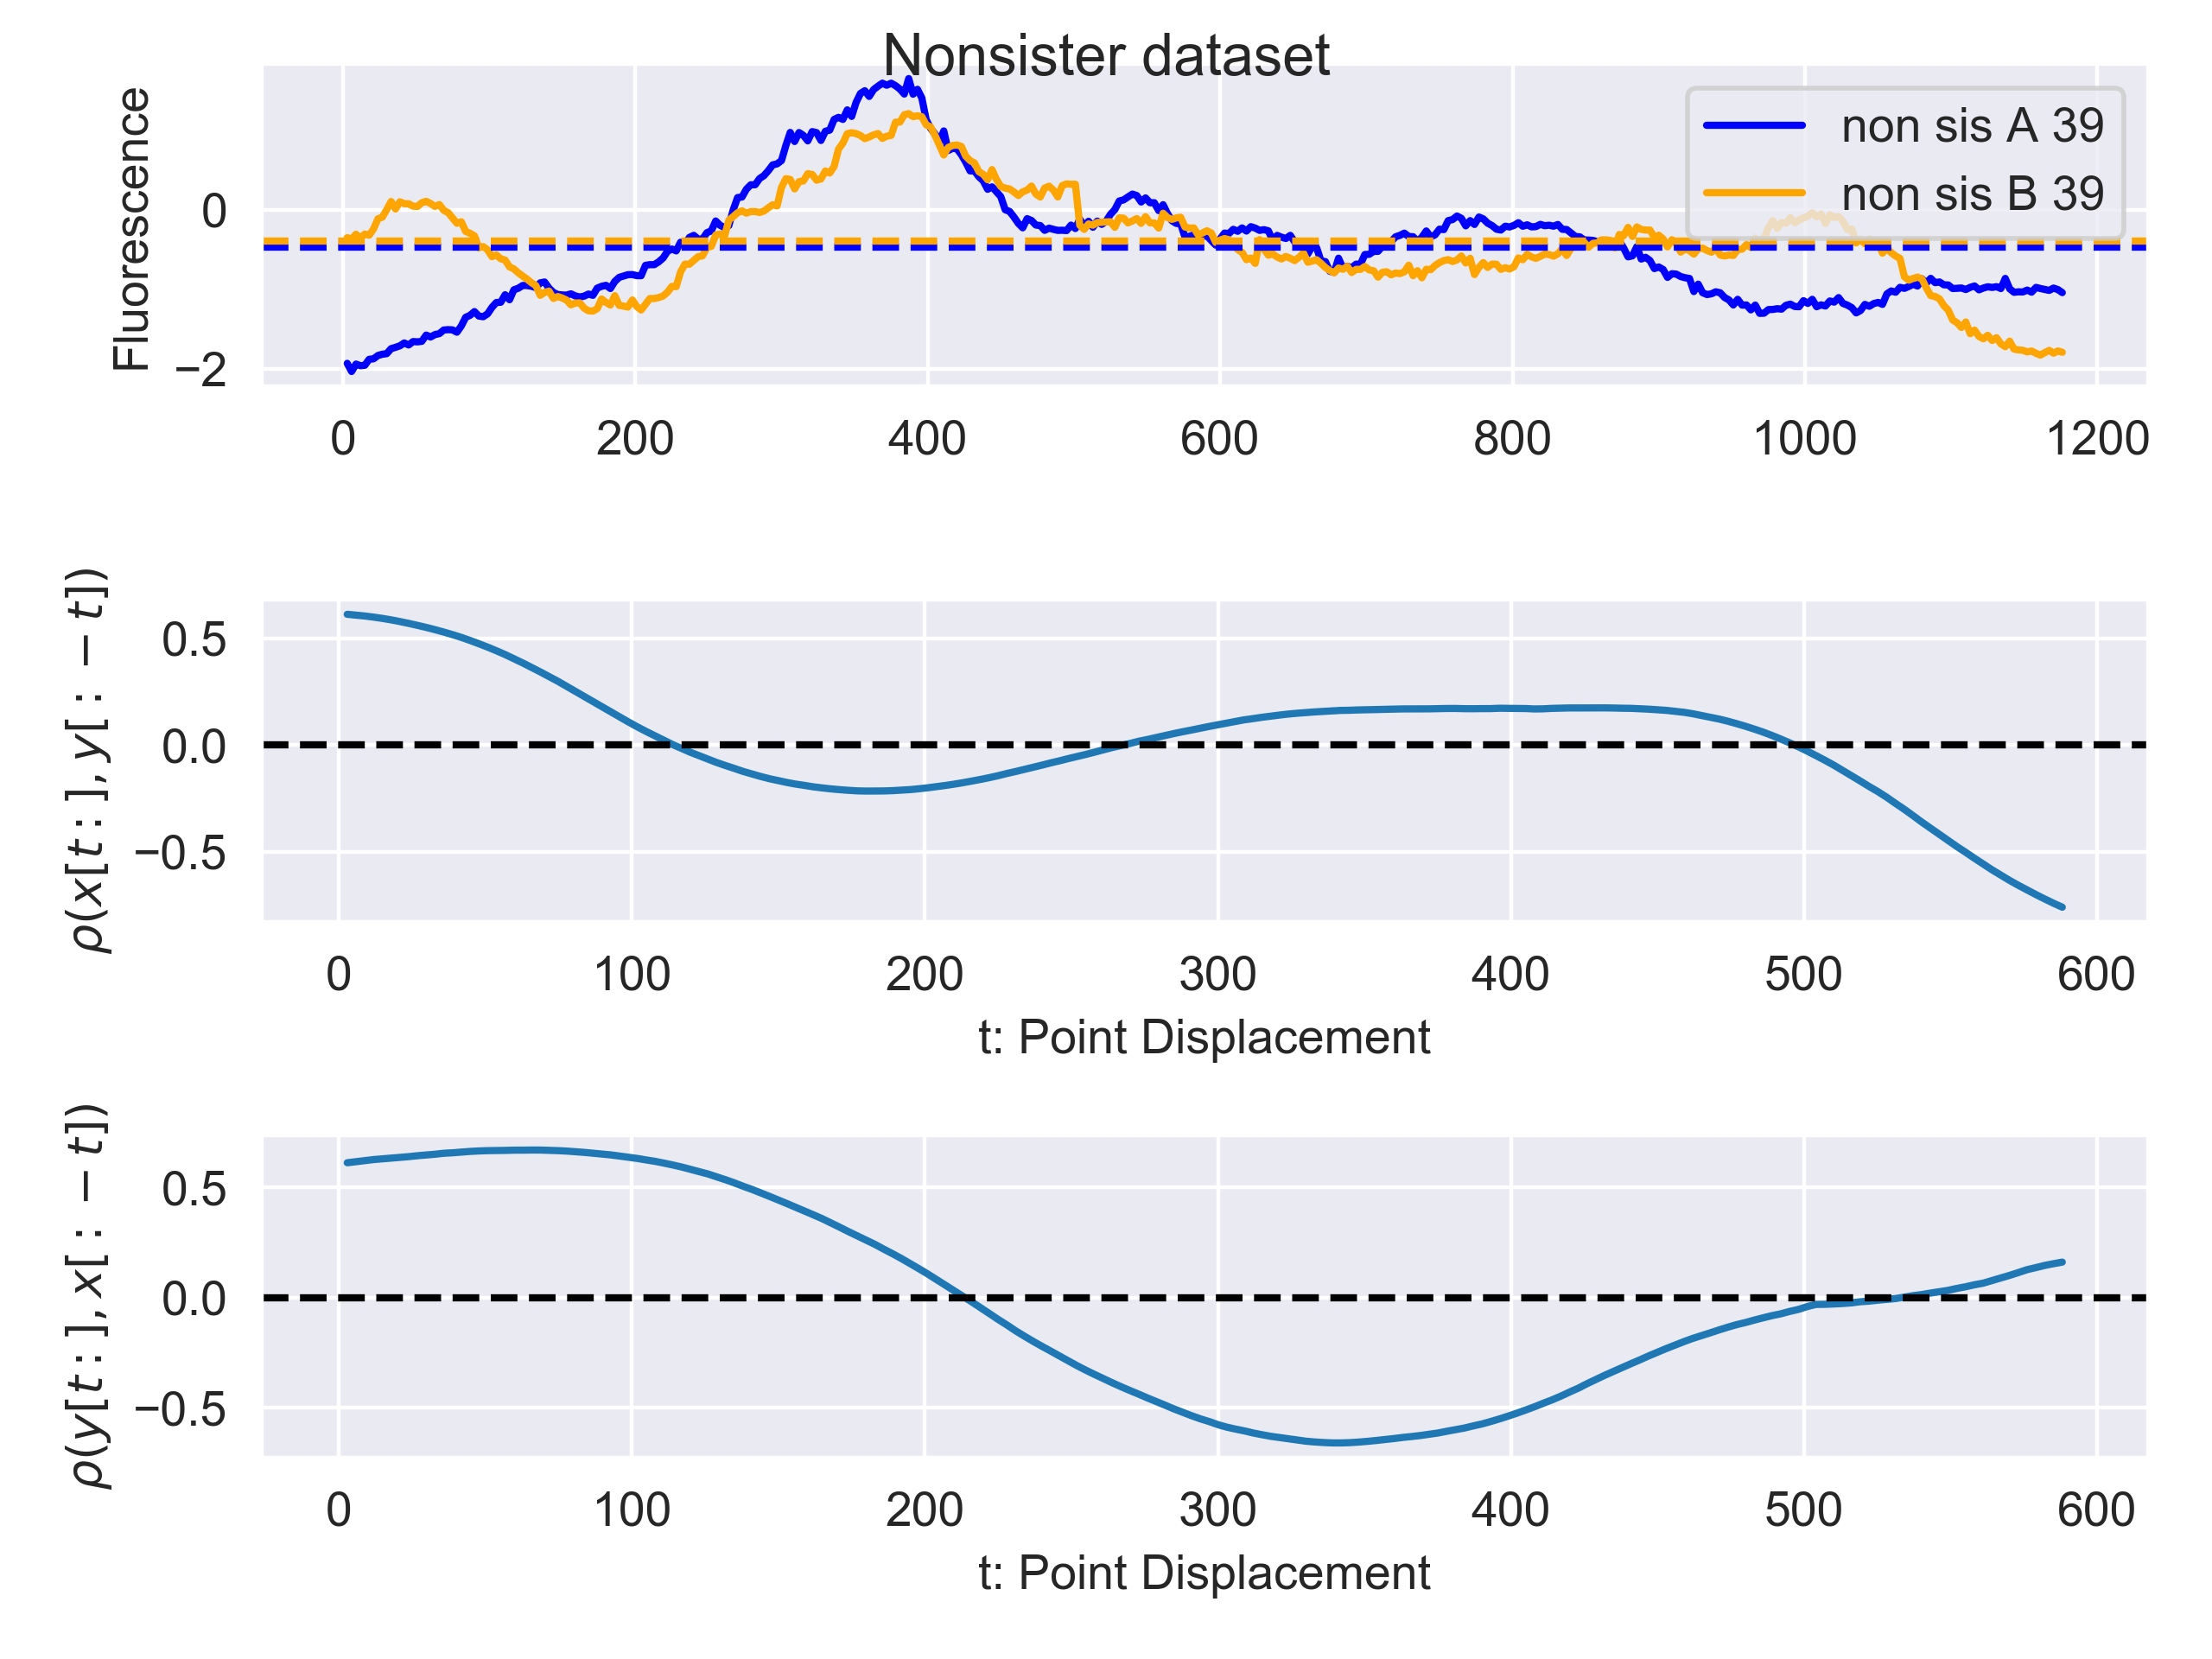 Nonsister dataset
Fluorescence
0
−2
non sis A 39
non sis B 39
0 200 400 600 800 1000 1200
ρ(x[t:], y[: − t])
0.5
0.0
−0.5
0 100 200 300 400 500 600
t: Point Displacement
ρ(y[t:], x[: − t])
0.5
0.0
−0.5
0 100 200 300 400 500 600
t: Point Displacement